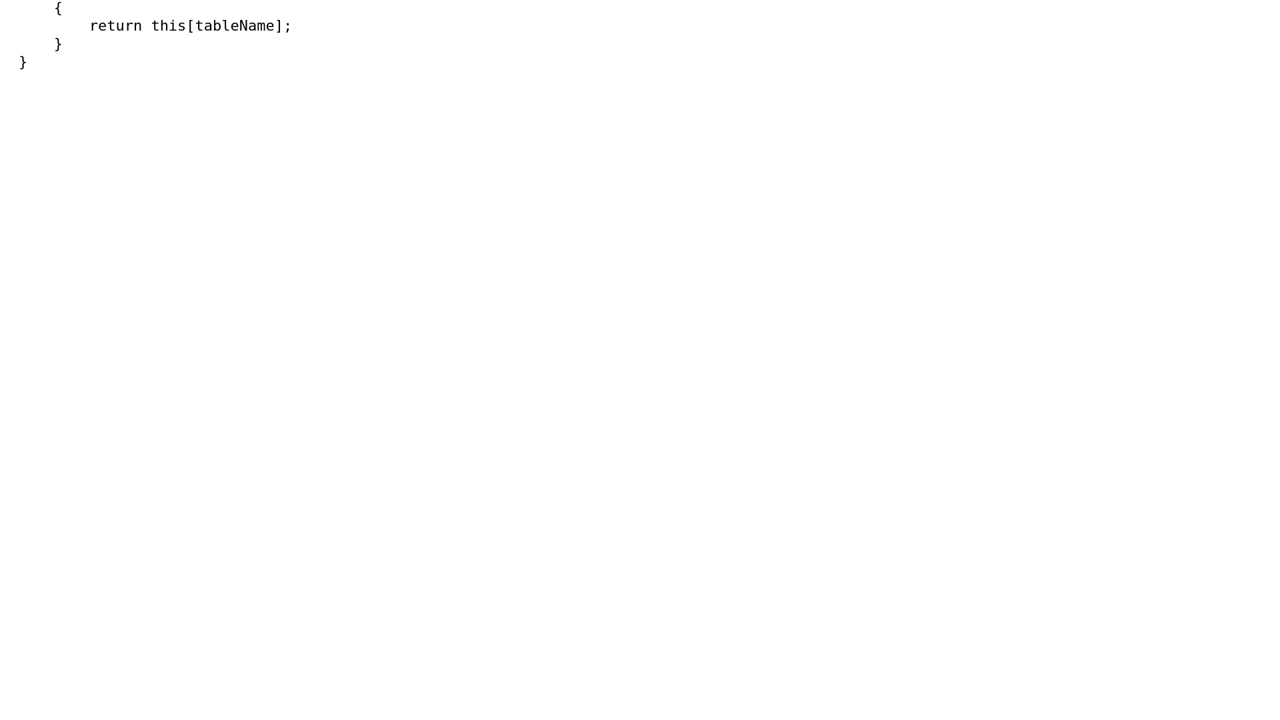 {
        return this[tableName];
    }
}